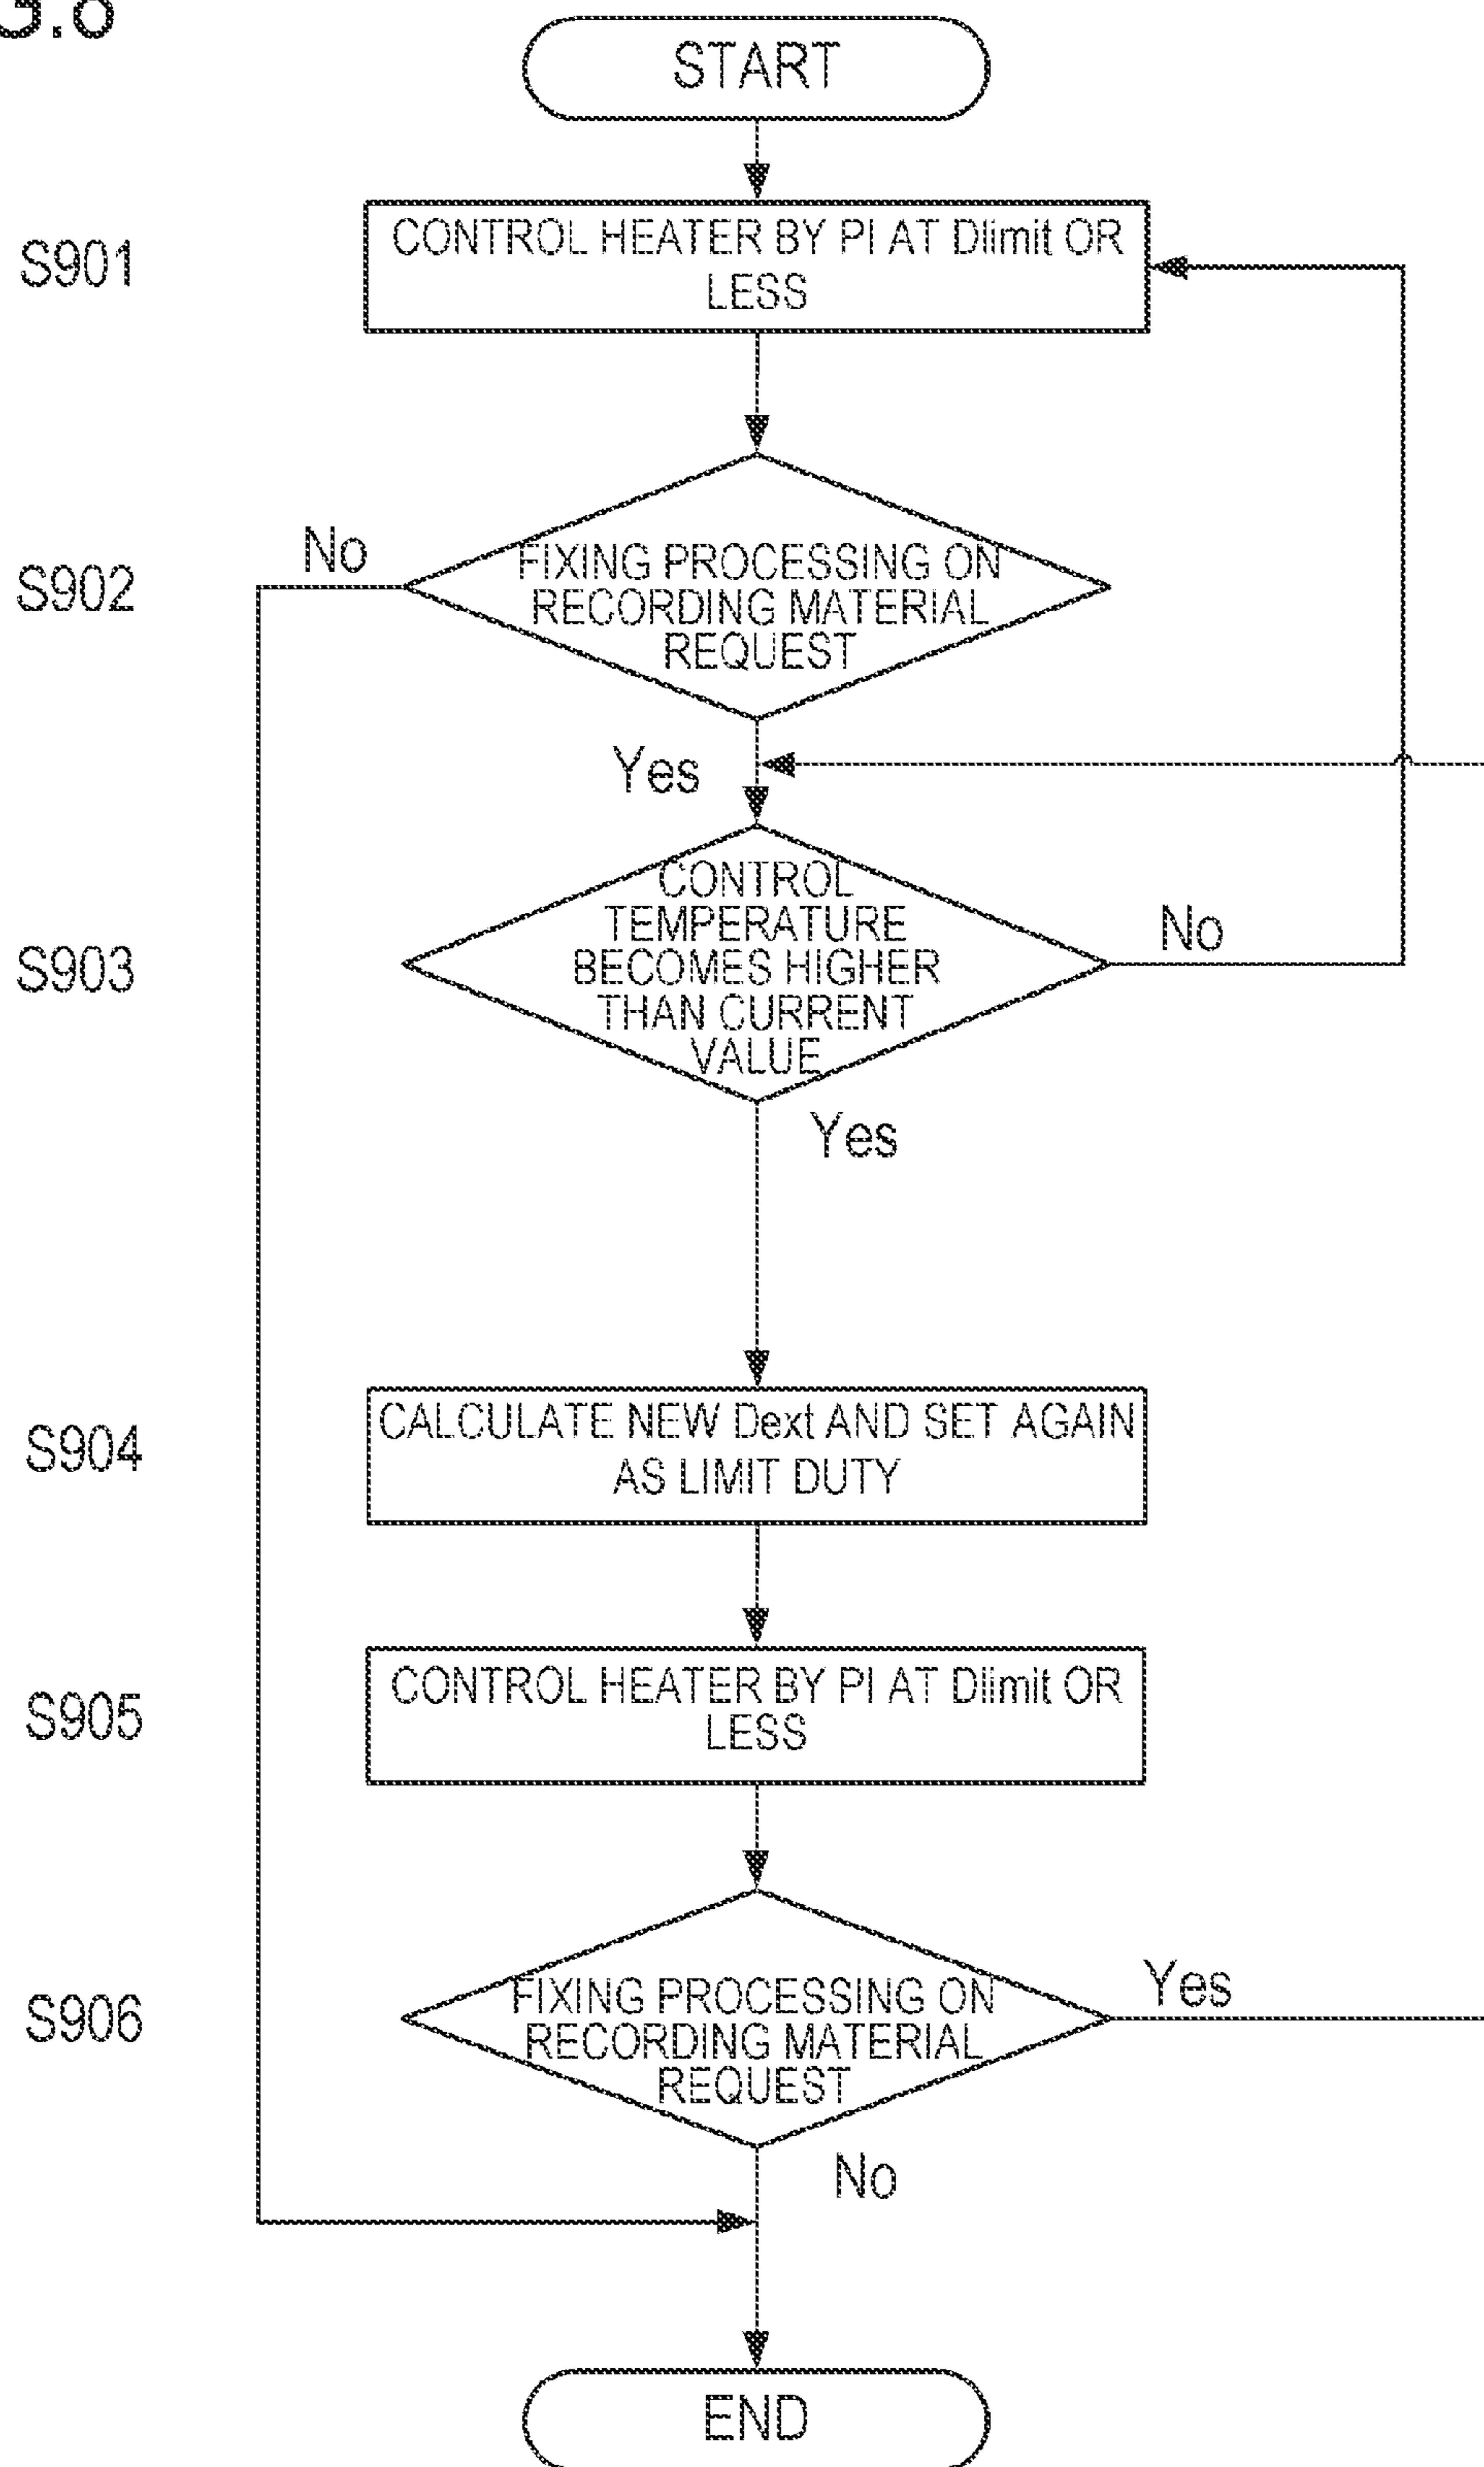 G.8
START
S901
CONTROL HEATER BY PI AT Dlimit OR
LESS
No
S902
FIXING PROCESSING ON
RECORDING MATERIAL
REQUEST
Yes
S903
CONTROL
TEMPERATURE
BECOMES HIGHER
THAN CURRENT
VALUE
No
Yes
S904
CALCULATE NEW Dext AND SET AGAIN
AS LIMIT DUTY
S905
CONTROL HEATER BY PI AT Dlimit OR
LESS
S906
FIXING PROCESSING ON
RECORDING MATERIAL
REQUEST
Yes
No
END